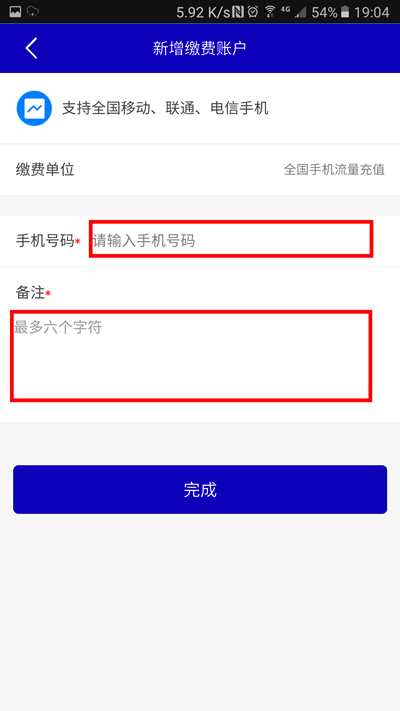 5.92 K/s 4G 54% 19:04
新增缴费账户
支持全国移动、联通、电信手机
缴费单位 全国手机流量充值
手机号码* 请输入手机号码
备注*
最多六个字符
完成